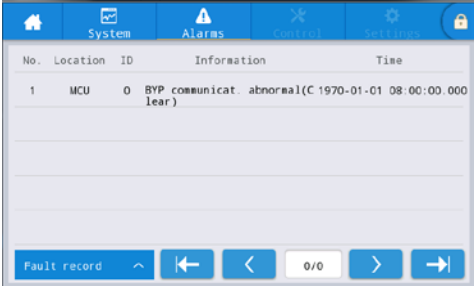 System Alarms Control Settings
No. Location ID Information Time
1 MCU 0 BYP communicat. abnormal(C 1970-01-01 08:00:00.000
lear)
Fault record 0/0